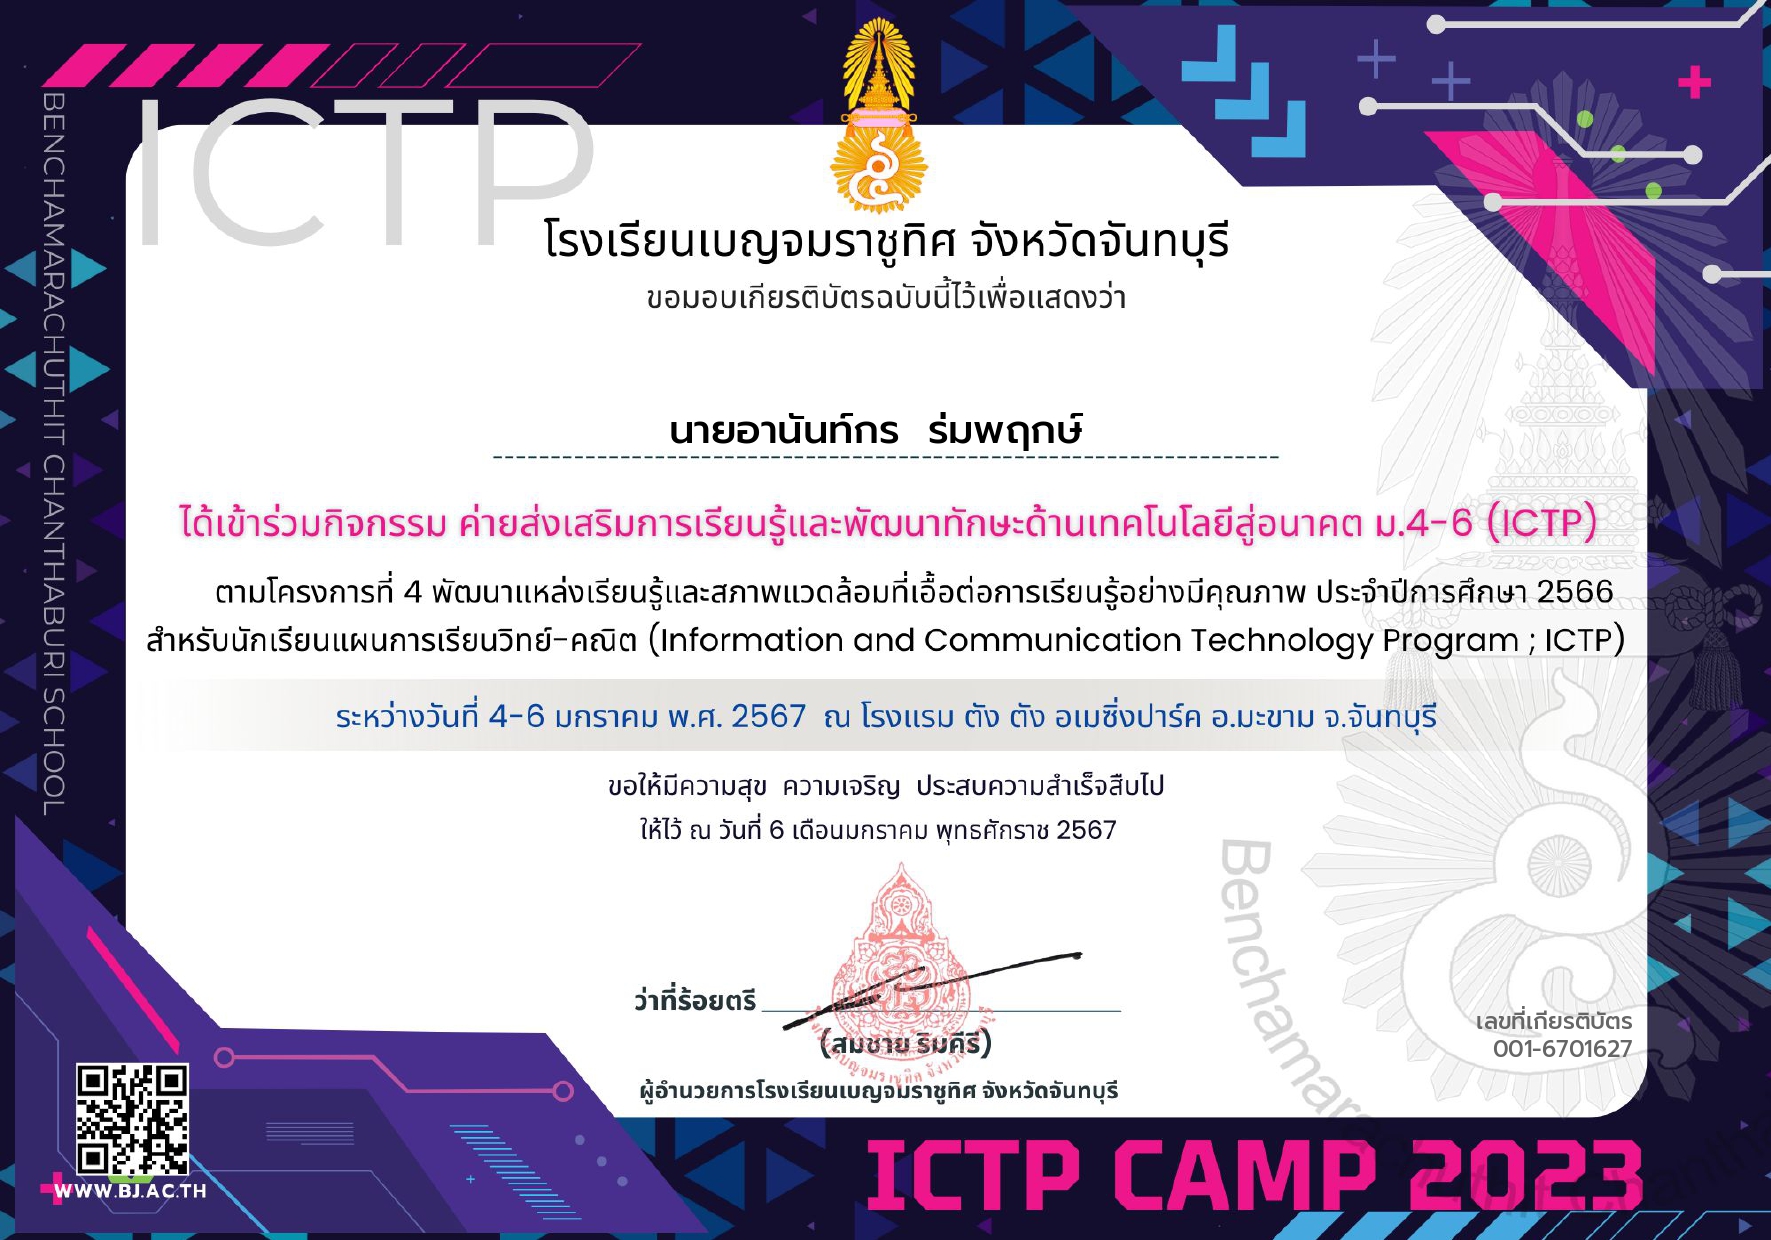 ICTP
BENCHAMARACHUTHIT CHANTHABURI SCHOOL
โรงเรียนเบญจมราชูทิศ จังหวัดจันทบุรี
ขอมอบเกียรติบัตรฉบับนี้ไว้เพื่อแสดงว่า
นายอานันท์กร ร่มพฤกษ์
ได้เข้าร่วมกิจกรรม ค่ายส่งเสริมการเรียนรู้และพัฒนาทักษะด้านเทคโนโลยีสู่อนาคต ม.4-6 (ICTP)
ตามโครงการที่ 4 พัฒนาแหล่งเรียนรู้และสภาพแวดล้อมที่เอื้อต่อการเรียนรู้อย่างมีคุณภาพ ประจำปีการศึกษา 2566
สำหรับนักเรียนแผนการเรียนวิทย์-คณิต (Information and Communication Technology Program ; ICTP)
ระหว่างวันที่ 4-6 มกราคม พ.ศ. 2567 ณ โรงแรม ตัง ตัง อเมซิ่งปาร์ค อ.มะขาม จ.จันทบุรี
ขอให้มีความสุข ความเจริญ ประสบความสำเร็จสืบไป
ให้ไว้ ณ วันที่ 6 เดือนมกราคม พุทธศักราช 2567
ว่าที่ร้อยตรี
(สมชาย ริมคีรี)
ผู้อำนวยการโรงเรียนเบญจมราชูทิศ จังหวัดจันทบุรี
เลขที่เกียรติบัตร
001-6701627
WWW.BJ.AC.TH
ICTP CAMP 2023